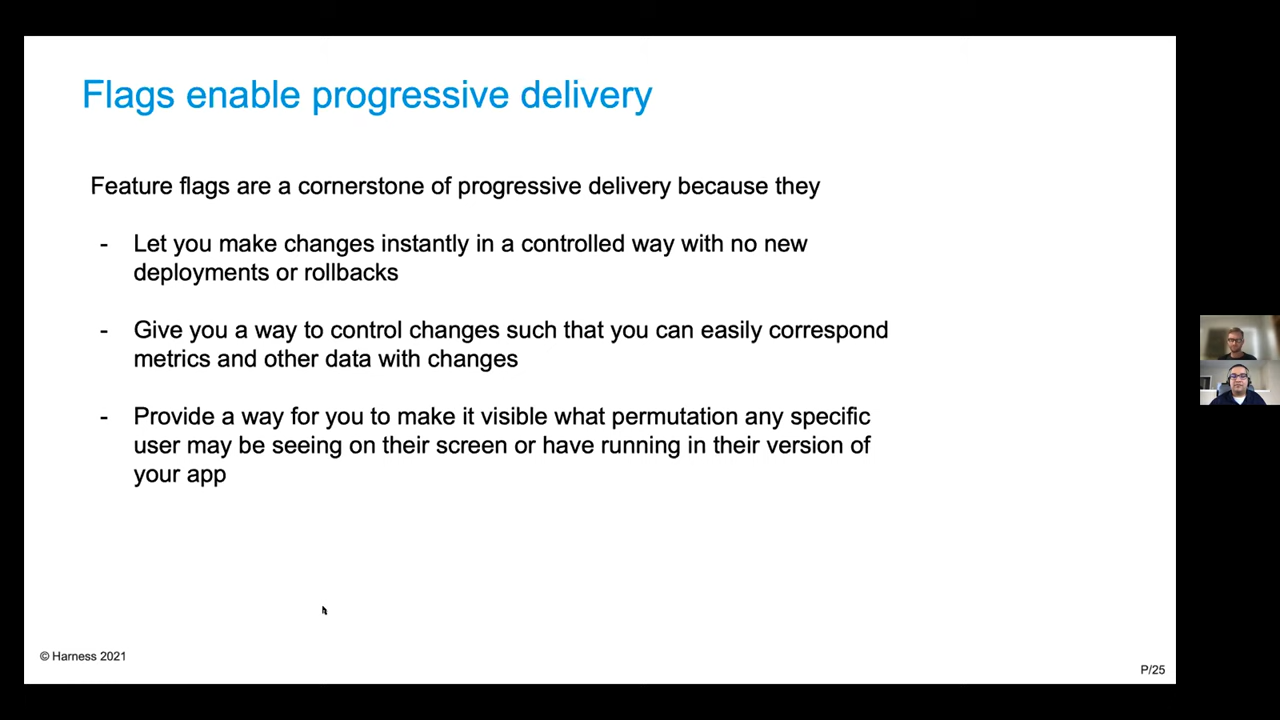 Flags enable progressive delivery
Feature flags are a cornerstone of progressive delivery because they
- Let you make changes instantly in a controlled way with no new
deployments or rollbacks
- Give you a way to control changes such that you can easily correspond
metrics and other data with changes
- Provide a way for you to make it visible what permutation any specific
user may be seeing on their screen or have running in their version of
your app
© Harness 2021
P/25